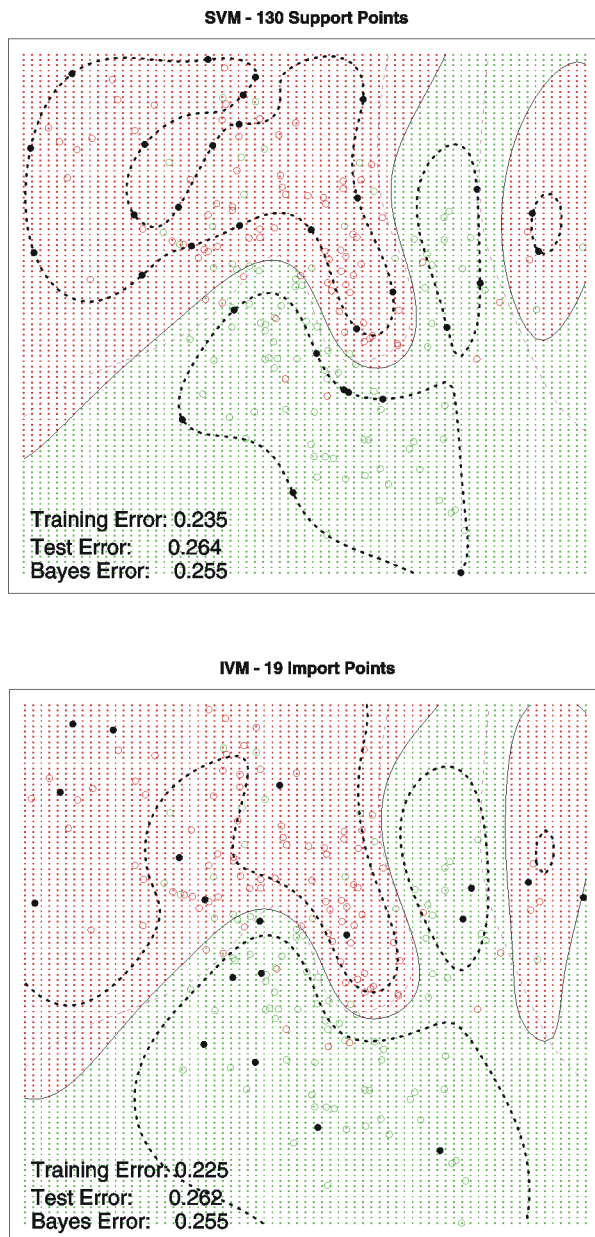 SVM - 130 Support Points
Training Error: 0.235
Test Error: 0.264
Bayes Error: 0.255
IVM - 19 Import Points
Training Error: 0.225
Test Error: 0.262
Bayes Error: 0.255